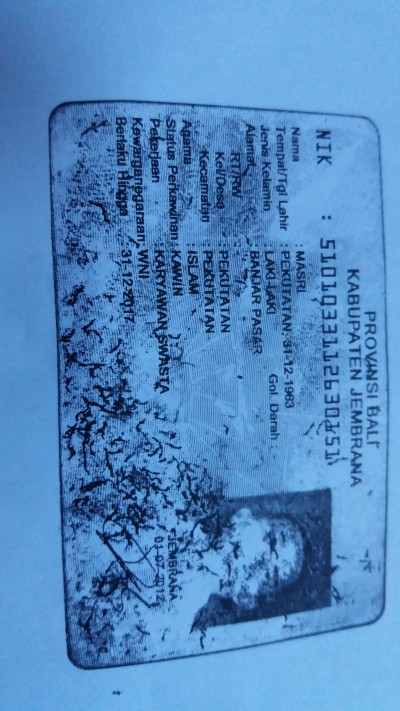 PROVINSI BALI
KABUPATEN JEMBRANA
NIK : 5101033112630151
Nama : MASRI
Tempat/Tgl Lahir : PEKUTATAN, 31-12-1963
Jenis Kelamin : LAKI-LAKI Gol. Darah :
Alamat : BANJAR PASAR
RT/RW :
Kel/Desa : PEKUTATAN
Kecamatan : PEKUTATAN
Agama : ISLAM
Status Perkawinan : KAWIN
Pekerjaan : KARYAWAN SWASTA
Kewarganegaraan : WNI
Berlaku Hingga : 31-12-2017
JEMBRANA
01-07-2012